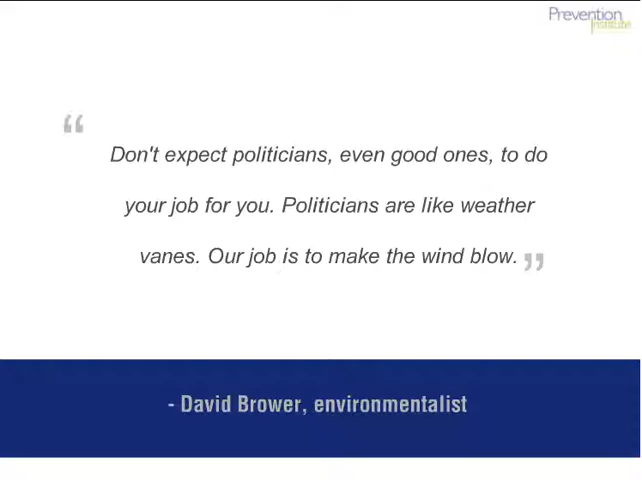 Prevention
Institute
“
Don't expect politicians, even good ones, to do
your job for you. Politicians are like weather
vanes. Our job is to make the wind blow. ”
- David Brower, environmentalist